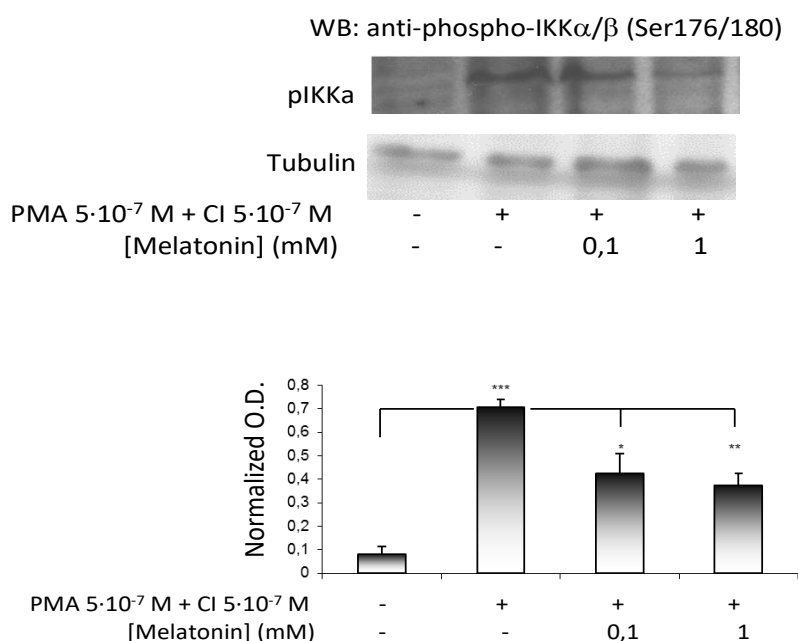 WB: anti-phospho-IKKα/β (Ser176/180)
pIKKa
Tubulin
PMA 5·10⁻⁷ M + CI 5·10⁻⁷ M - + + +
[Melatonin] (mM) - - 0,1 1
Normalized O.D.
0,8
0,7
0,6
0,5
0,4
0,3
0,2
0,1
0
***
*
**
PMA 5·10⁻⁷ M + CI 5·10⁻⁷ M - + + +
[Melatonin] (mM) - - 0,1 1